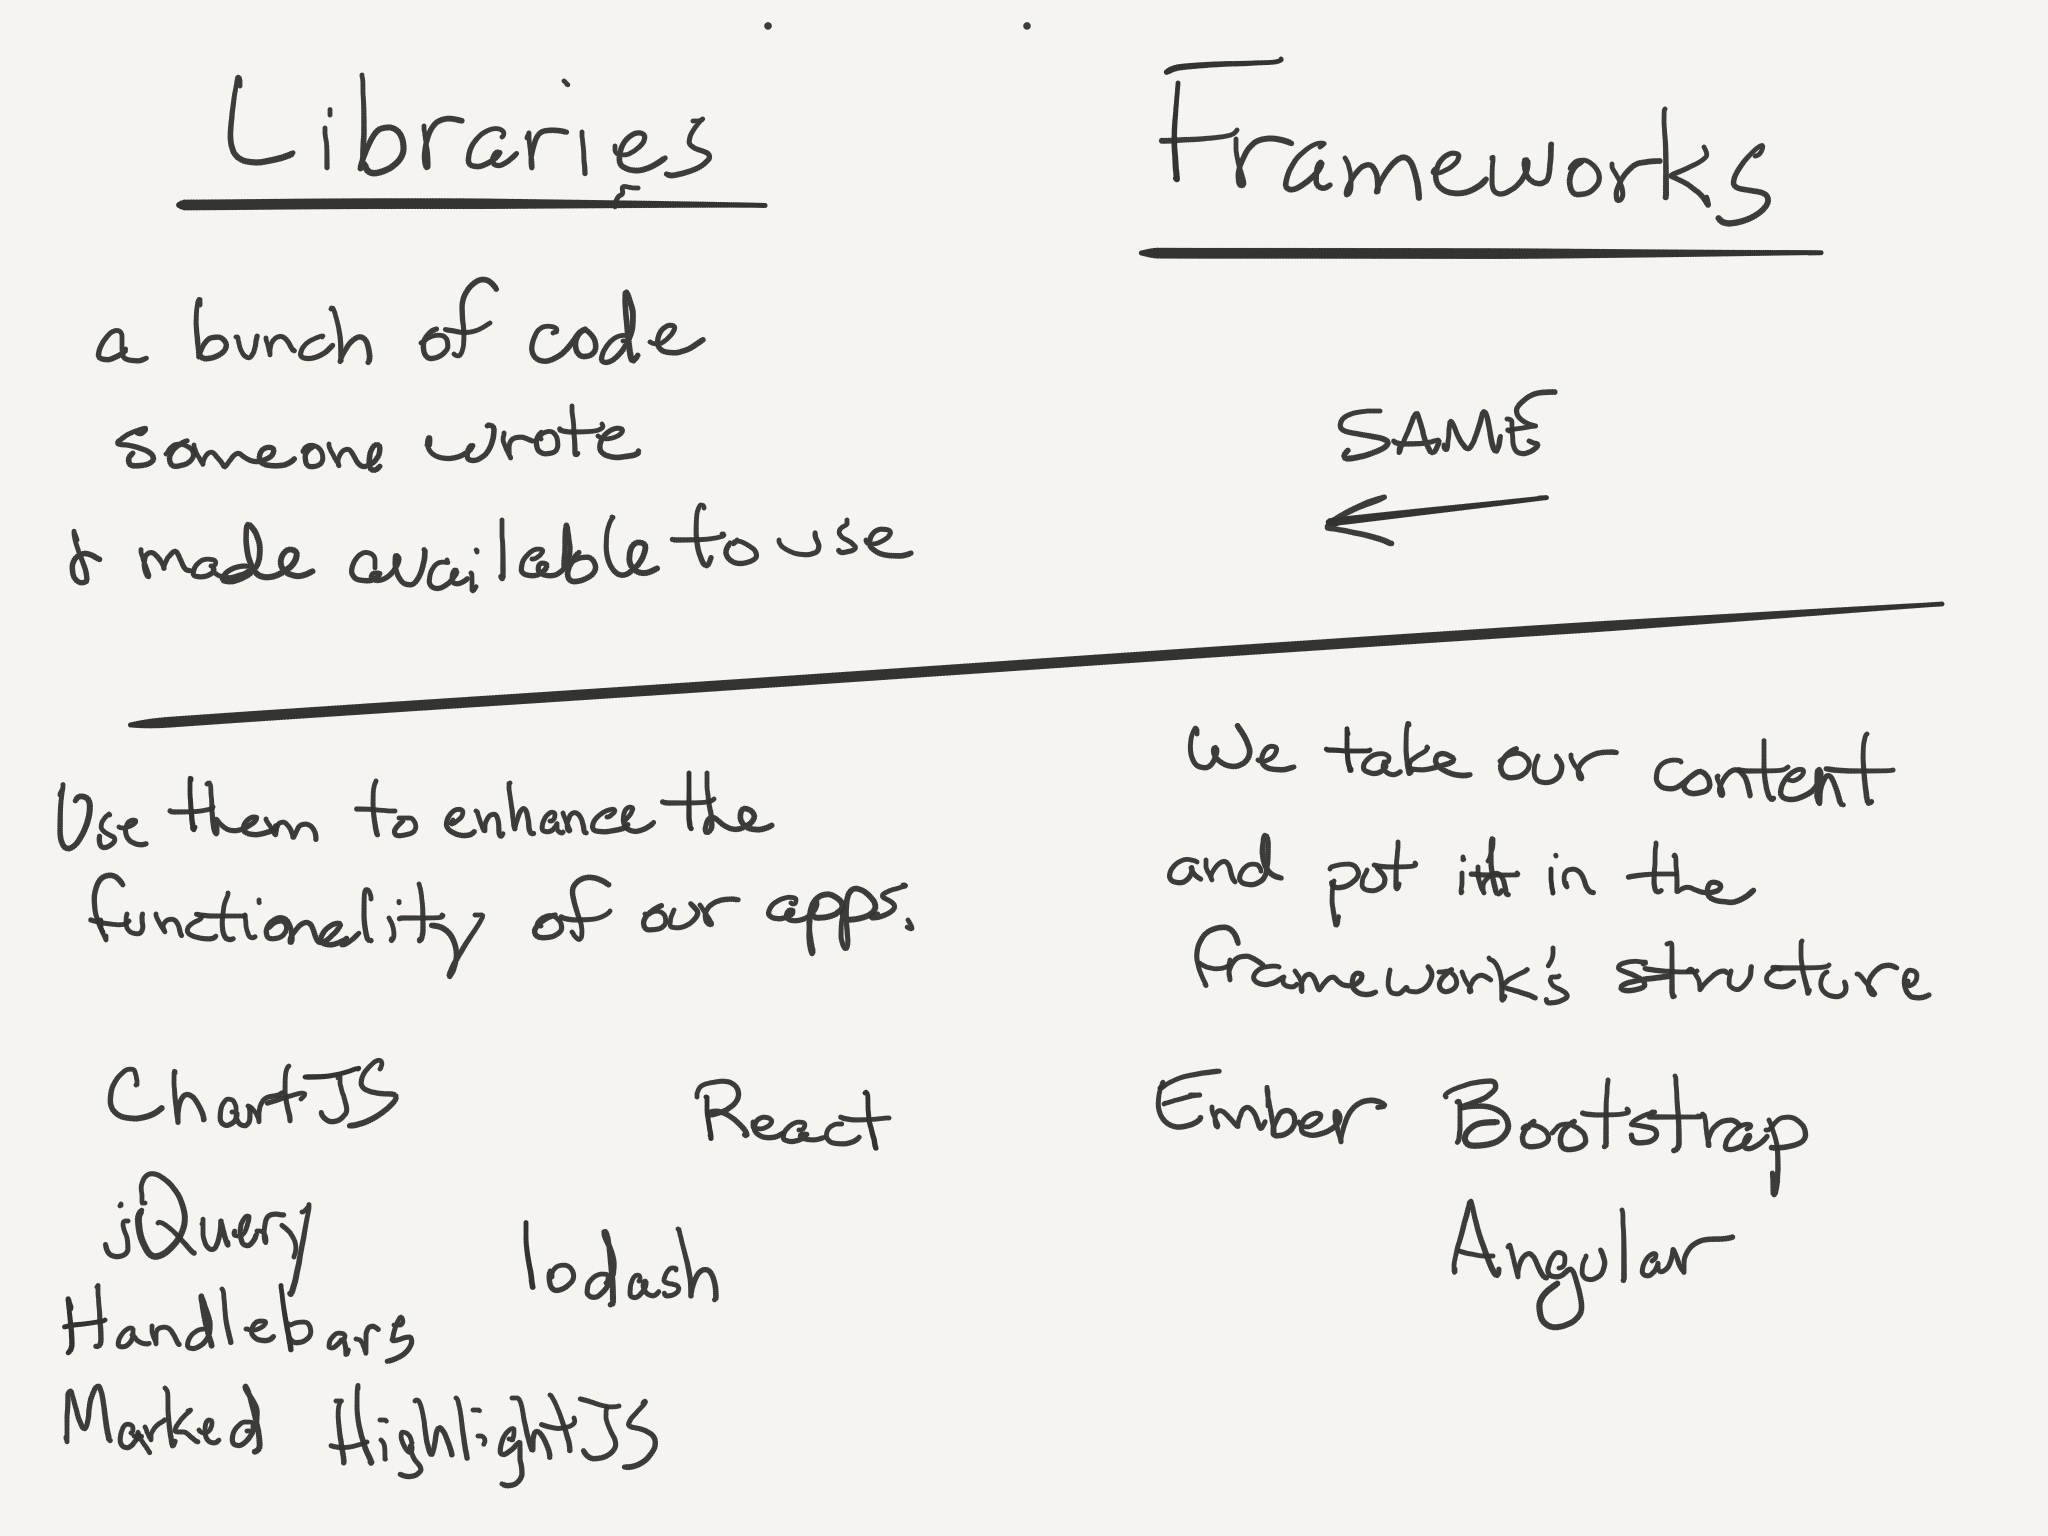 Libraries
a bunch of code
someone wrote
& made available to use
Frameworks
SAME
Use them to enhance the
functionality of our apps.
ChartJS
React
jQuery
lodash
Handlebars
Marked HighlightJS
We take our content
and put it in the
framework's structure
Ember Bootstrap
Angular